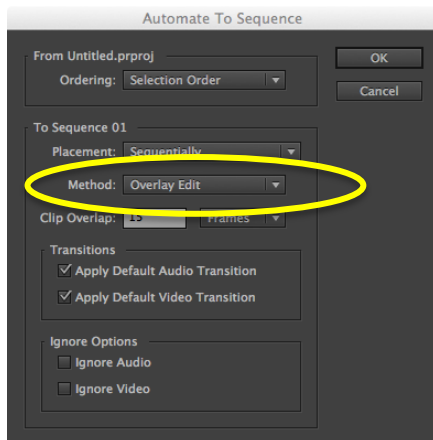 Automate To Sequence
From Untitled.prproj
OK
Ordering: Selection Order
Cancel
To Sequence 01
Placement: Sequentially
Method: Overlay Edit
Clip Overlap: 15 Frames
Transitions
Apply Default Audio Transition
Apply Default Video Transition
Ignore Options
Ignore Audio
Ignore Video